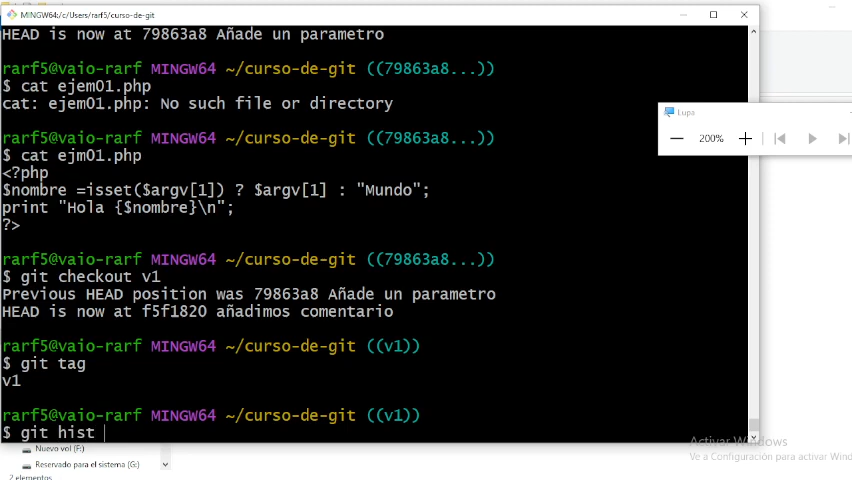 MINGW64:/c/Users/rarf5/curso-de-git
HEAD is now at 79863a8 Añade un parametro
rarf5@vaio-rarf MINGW64 ~/curso-de-git ((79863a8...))
$ cat ejem01.php
cat: ejem01.php: No such file or directory
rarf5@vaio-rarf MINGW64 ~/curso-de-git ((79863a8...))
$ cat ejm01.php
<?php
$nombre =isset($argv[1]) ? $argv[1] : "Mundo";
print "Hola {$nombre}\n";
?>
rarf5@vaio-rarf MINGW64 ~/curso-de-git ((79863a8...))
$ git checkout v1
Previous HEAD position was 79863a8 Añade un parametro
HEAD is now at f5f1820 añadimos comentario
rarf5@vaio-rarf MINGW64 ~/curso-de-git ((v1))
$ git tag
v1
rarf5@vaio-rarf MINGW64 ~/curso-de-git ((v1))
$ git hist
Lupa
200%
Activar Windows
Ve a Configuración para activar Wind
Nuevo vol (F:)
Reservado para el sistema (G:)
2 elementos